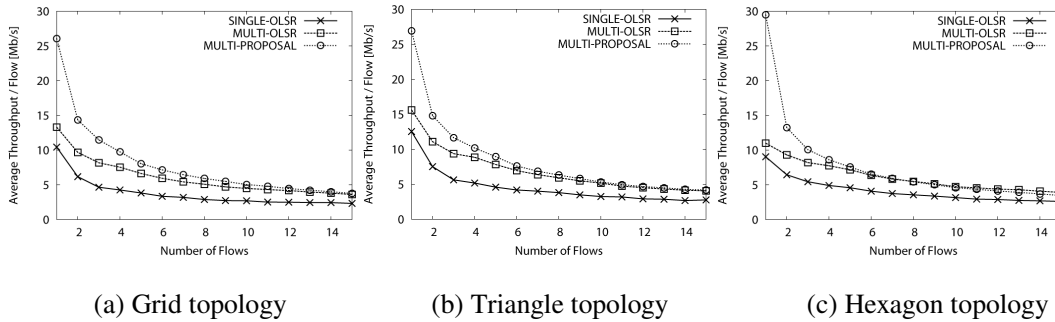 SINGLE-OLSR
MULTI-OLSR
MULTI-PROPOSAL
Average Throughput / Flow [Mb/s]
30
25
20
15
10
5
0
2 4 6 8 10 12 14
Number of Flows
(a) Grid topology
SINGLE-OLSR
MULTI-OLSR
MULTI-PROPOSAL
Average Throughput / Flow [Mb/s]
30
25
20
15
10
5
0
2 4 6 8 10 12 14
Number of Flows
(b) Triangle topology
SINGLE-OLSR
MULTI-OLSR
MULTI-PROPOSAL
Average Throughput / Flow [Mb/s]
30
25
20
15
10
5
0
2 4 6 8 10 12 14
Number of Flows
(c) Hexagon topology